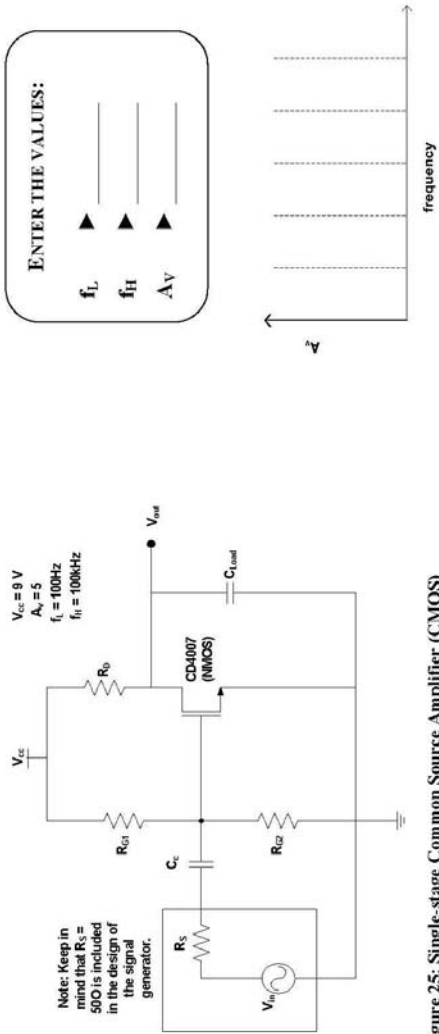 Note: Keep in
mind that RS =
50O is included
in the design of
the signal
generator.
Vcc
Vcc = 9 V
Av = 5
fL = 100Hz
fH = 100kHz
RG1
RD
Vout
Cc
CD4007
(NMOS)
CLoad
RS
Vin
RG2
ure 25: Single-stage Common Source Amplifier (CMOS)
ENTER THE VALUES:
fL
fH
AV
Av
frequency